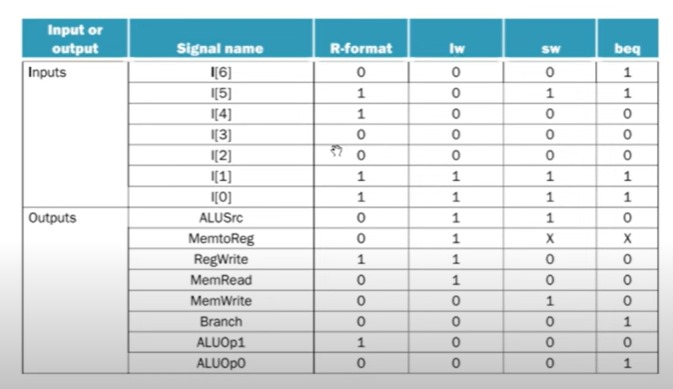 Input or output Signal name R-format lw sw beq
Inputs I[6] 0 0 0 1
I[5] 1 0 1 1
I[4] 1 0 0 0
I[3] 0 0 0 0
I[2] 0 0 0 0
I[1] 1 1 1 1
I[0] 1 1 1 1
Outputs ALUSrc 0 1 1 0
MemtoReg 0 1 X X
RegWrite 1 1 0 0
MemRead 0 1 0 0
MemWrite 0 0 1 0
Branch 0 0 0 1
ALUOp1 1 0 0 0
ALUOp0 0 0 0 1